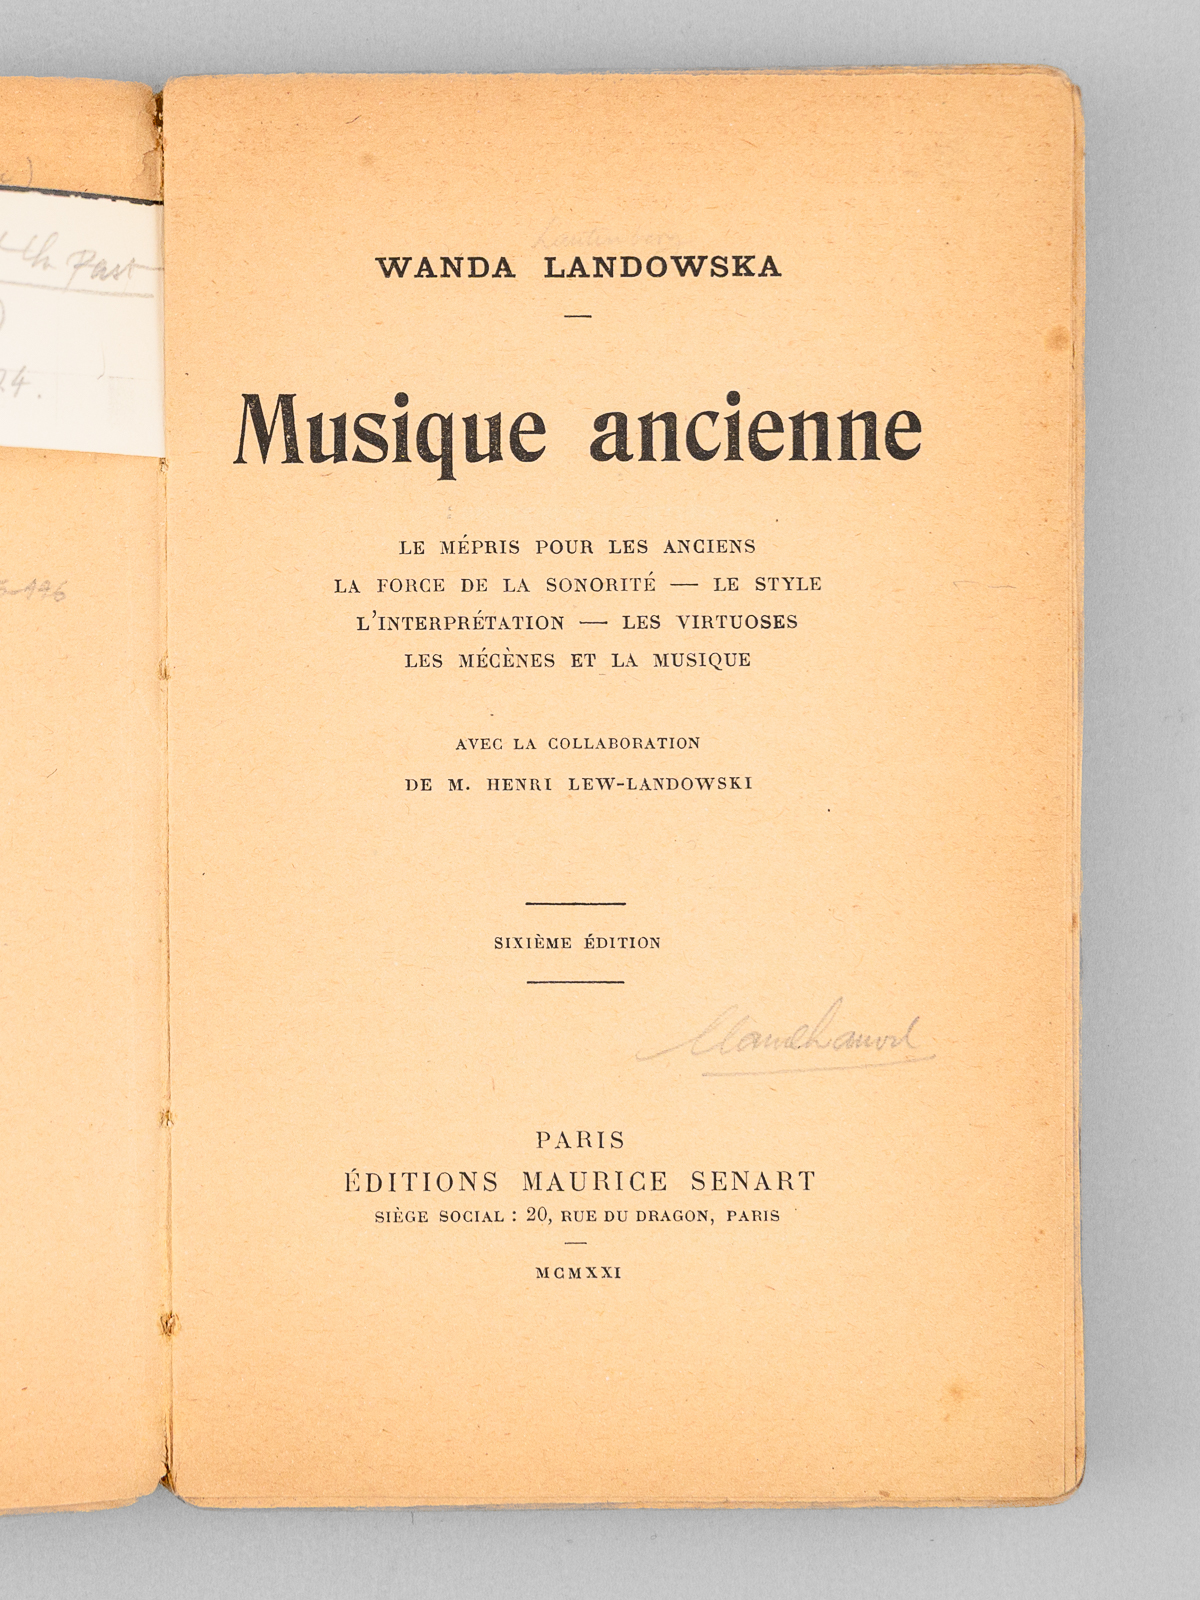 Past
24.
WANDA LANDOWSKA
Musique ancienne
LE MÉPRIS POUR LES ANCIENS
LA FORCE DE LA SONORITÉ — LE STYLE
L'INTERPRÉTATION — LES VIRTUOSES
LES MÉCÈNES ET LA MUSIQUE
AVEC LA COLLABORATION
DE M. HENRI LEW-LANDOWSKI
SIXIÈME ÉDITION
PARIS
ÉDITIONS MAURICE SENART
SIÈGE SOCIAL : 20, RUE DU DRAGON, PARIS
MCMXXI